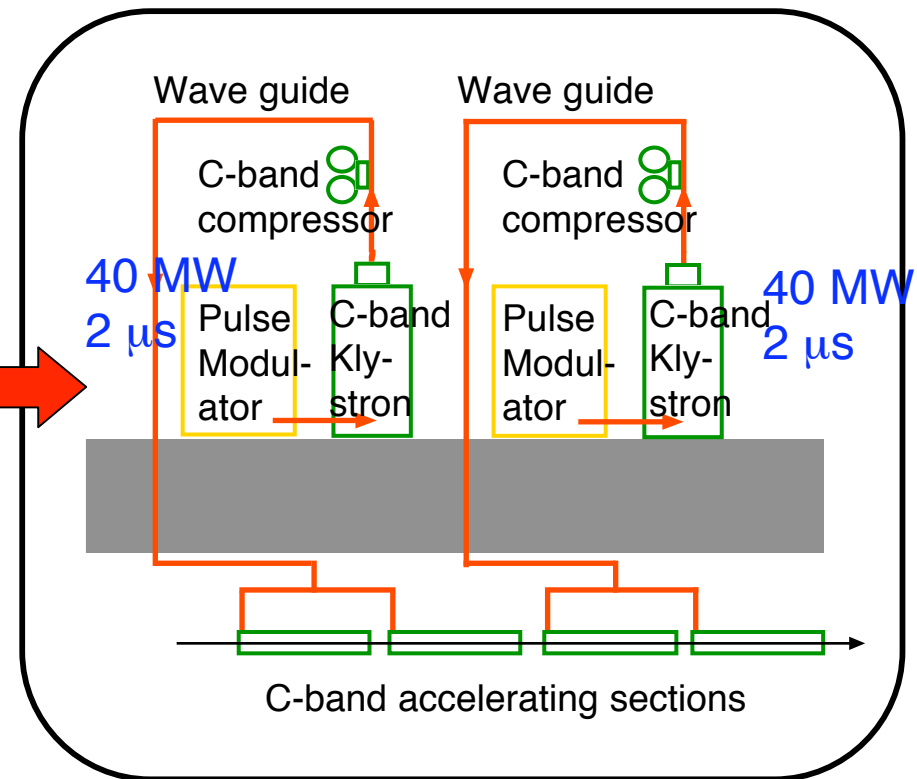 Wave guide
Wave guide
C-band
compressor
C-band
compressor
40 MW
2 μs
Pulse
Modul-
ator
C-band
Kly-
stron
Pulse
Modul-
ator
C-band
Kly-
stron
40 MW
2 μs
C-band accelerating sections